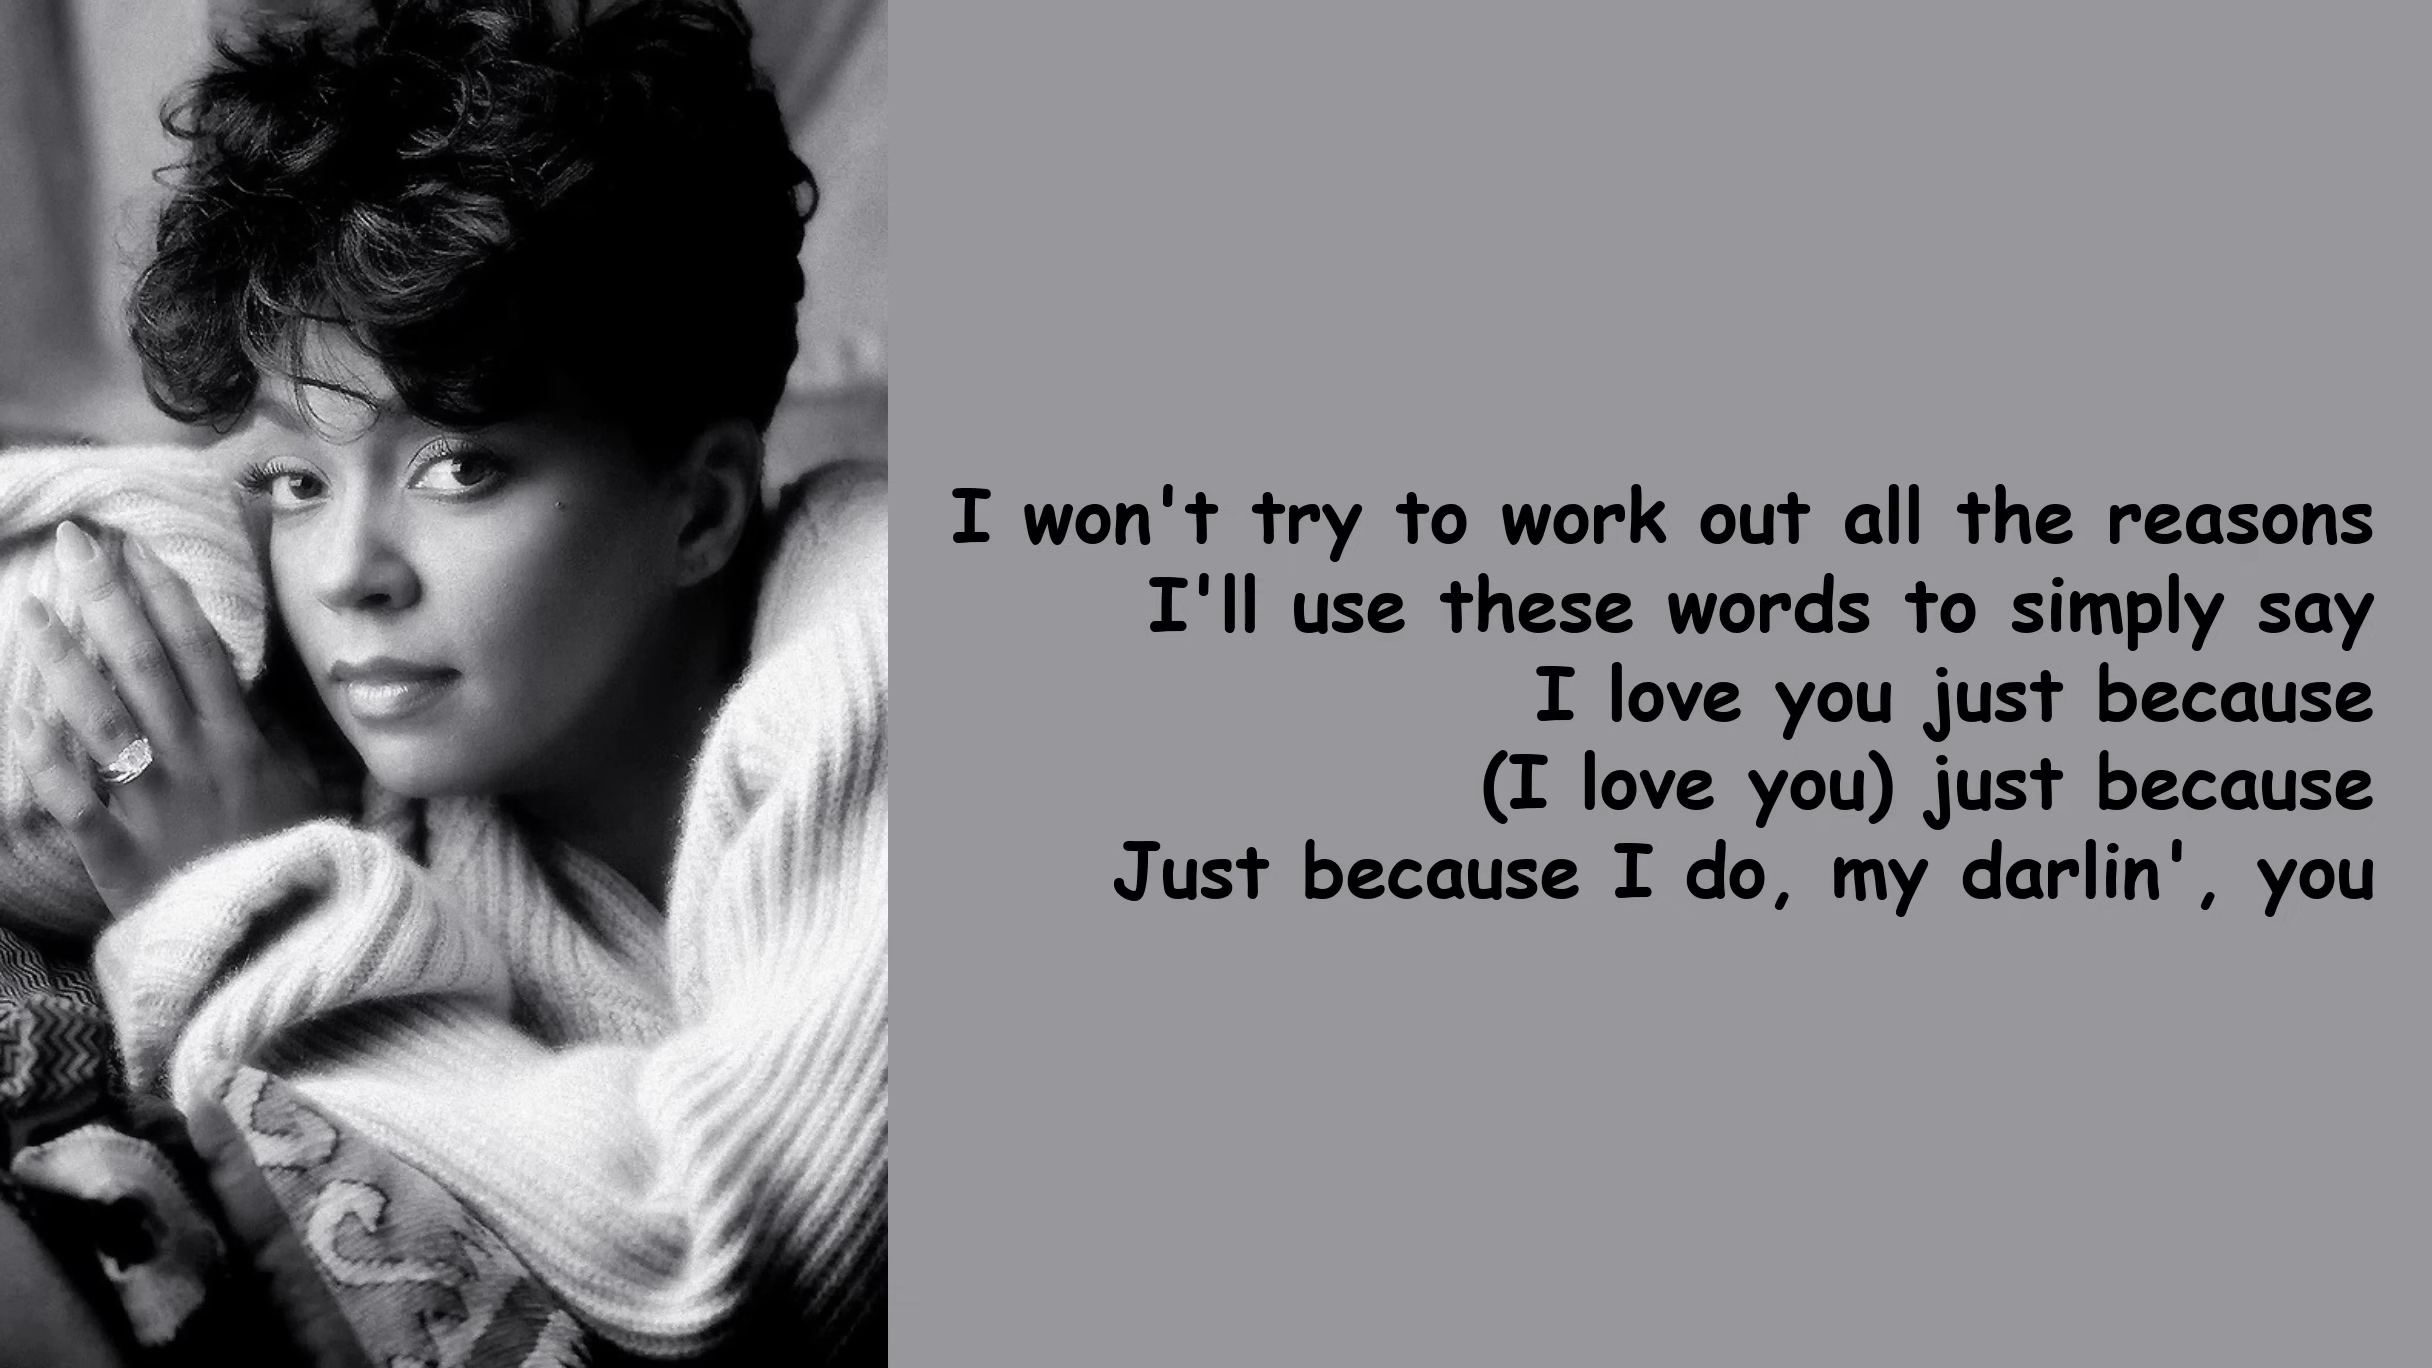 I won't try to work out all the reasons
I'll use these words to simply say
I love you just because
(I love you) just because
Just because I do, my darlin', you